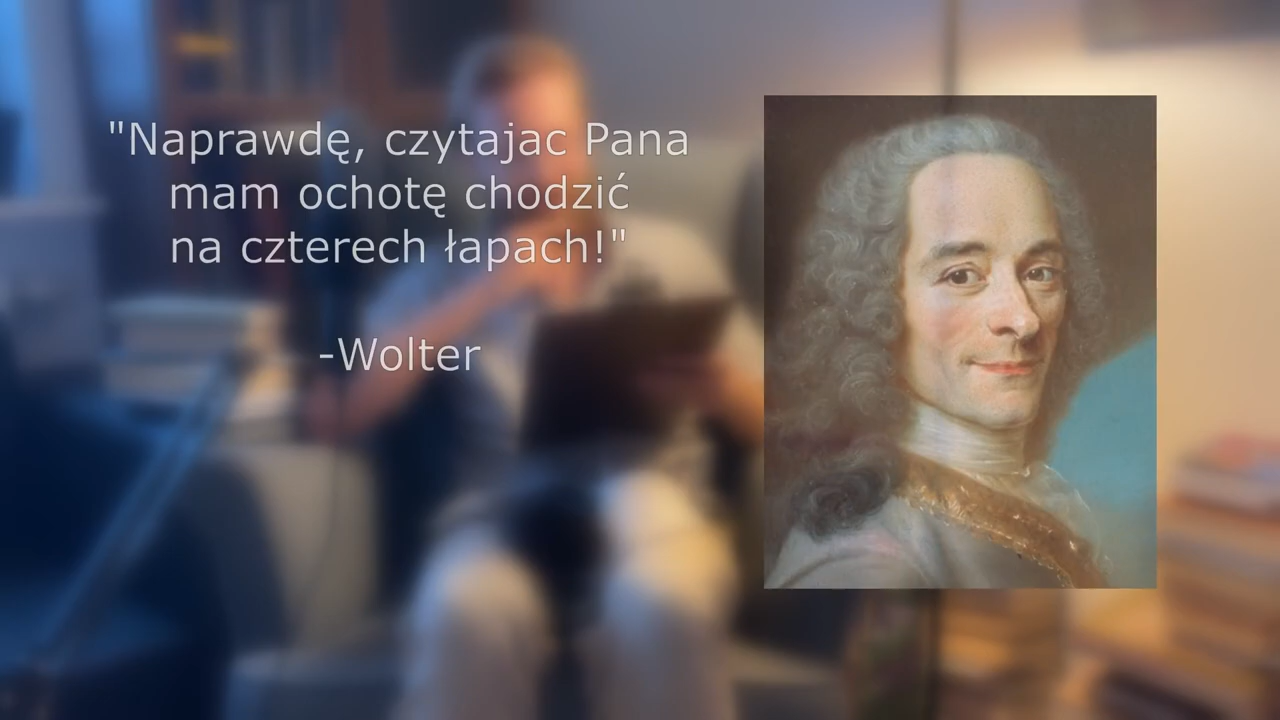 "Naprawdę, czytajac Pana
mam ochotę chodzić
na czterech łapach!"
-Wolter